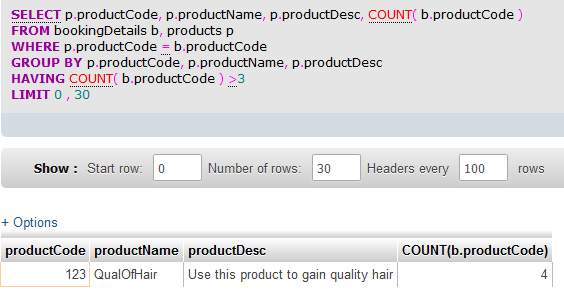 SELECT p.productCode, p.productName, p.productDesc, COUNT( b.productCode )
FROM bookingDetails b, products p
WHERE p.productCode = b.productCode
GROUP BY p.productCode, p.productName, p.productDesc
HAVING COUNT( b.productCode ) >3
LIMIT 0 , 30
Show : Start row: 0 Number of rows: 30 Headers every 100 rows
+ Options
productCode productName productDesc COUNT(b.productCode)
123 QualOfHair Use this product to gain quality hair 4